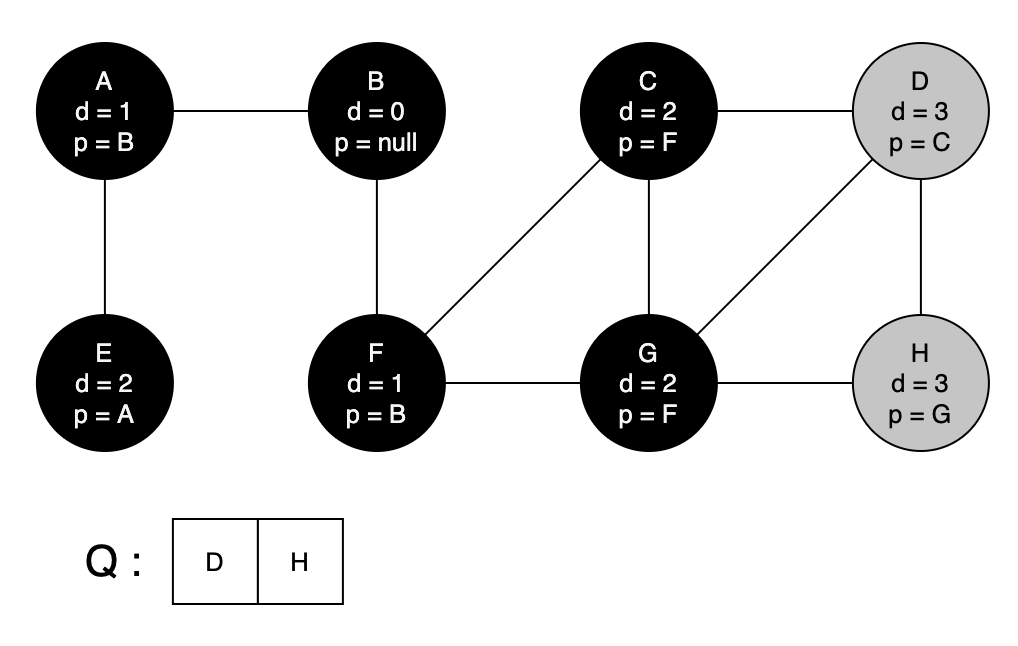 A
d = 1
p = B
B
d = 0
p = null
C
d = 2
p = F
D
d = 3
p = C
E
d = 2
p = A
F
d = 1
p = B
G
d = 2
p = F
H
d = 3
p = G
Q : D H